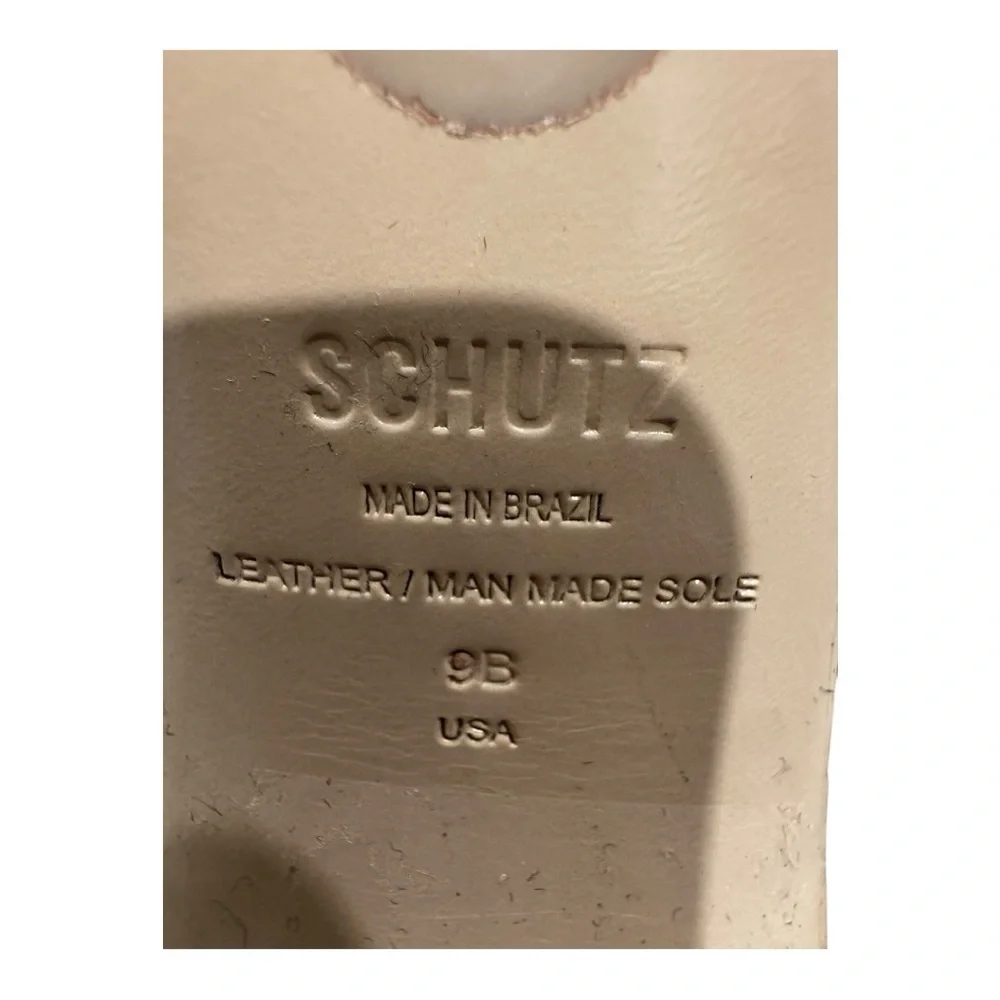 SCHUTZ
MADE IN BRAZIL
LEATHER / MAN MADE SOLE
9B
USA